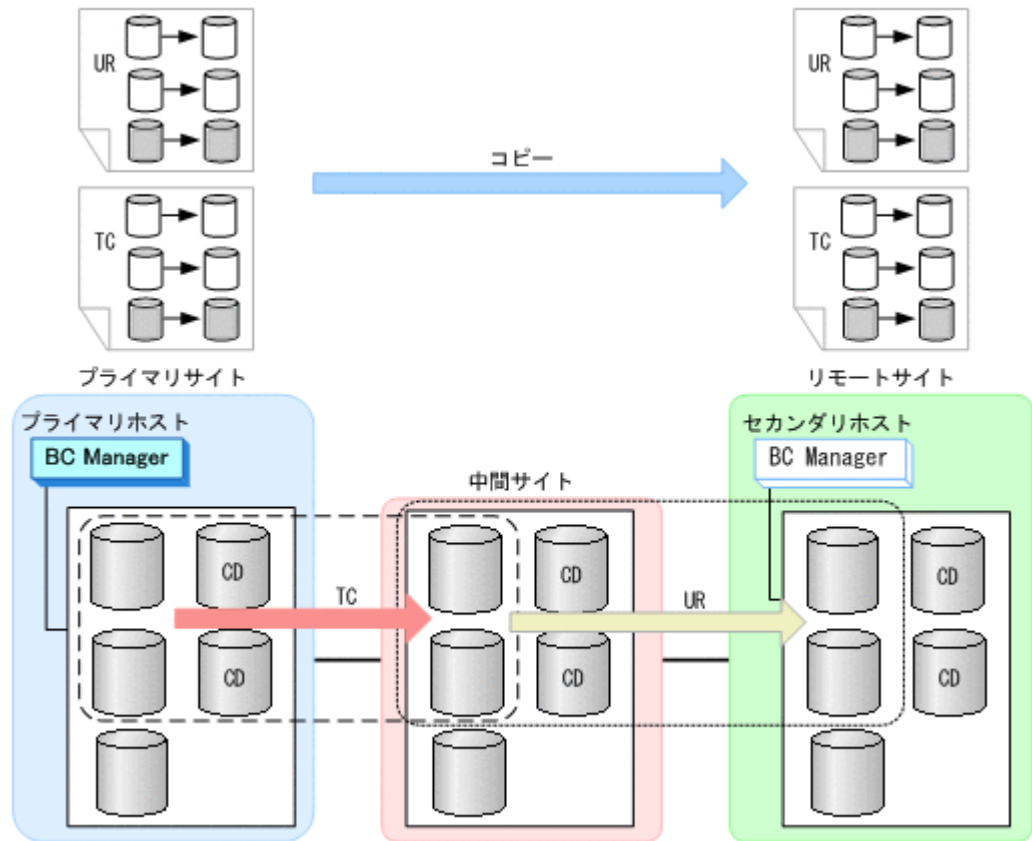 UR
UR
コピー
TC
TC
プライマリサイト
リモートサイト
プライマリホスト
BC Manager
セカンダリホスト
BC Manager
中間サイト
CD
CD
CD
TC
UR
CD
CD
CD